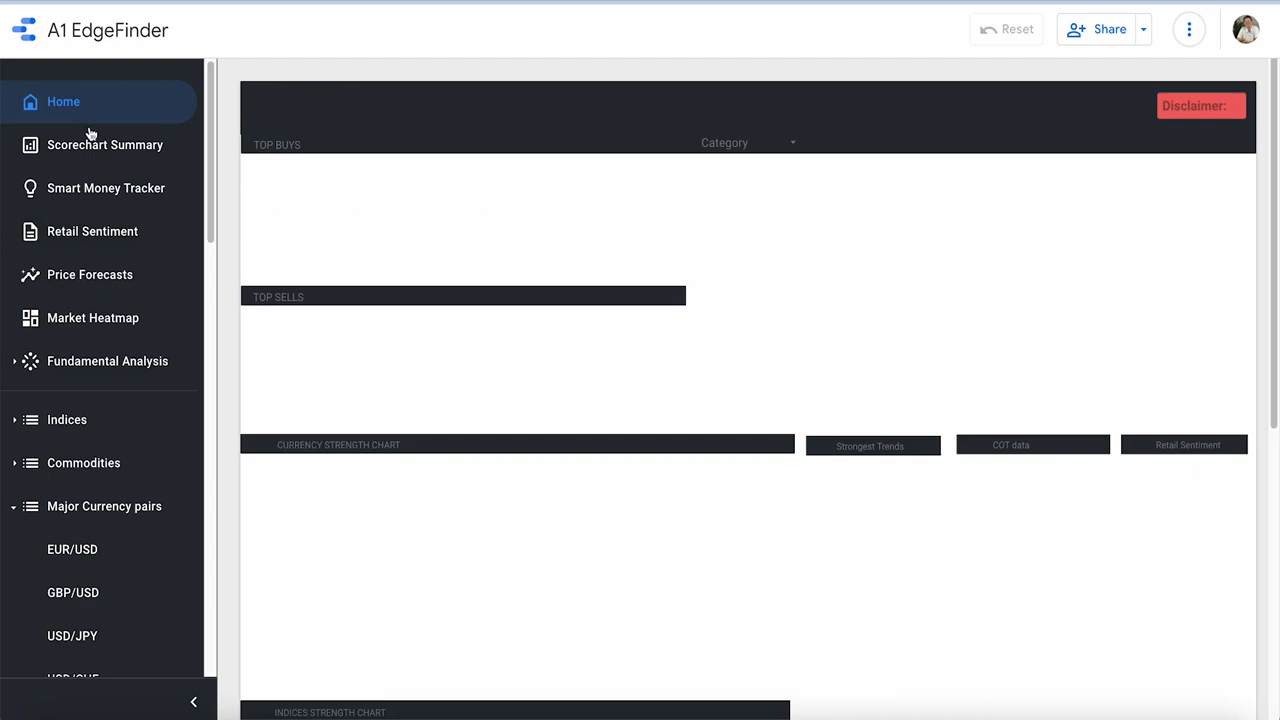 A1 EdgeFinder
Reset
Share
Home
Scorechart Summary
Smart Money Tracker
Retail Sentiment
Price Forecasts
Market Heatmap
Fundamental Analysis
Indices
Commodities
Major Currency pairs
EUR/USD
GBP/USD
USD/JPY
Disclaimer:
TOP BUYS
Category
TOP SELLS
CURRENCY STRENGTH CHART
Strongest Trends
COT data
Retail Sentiment
INDICES STRENGTH CHART